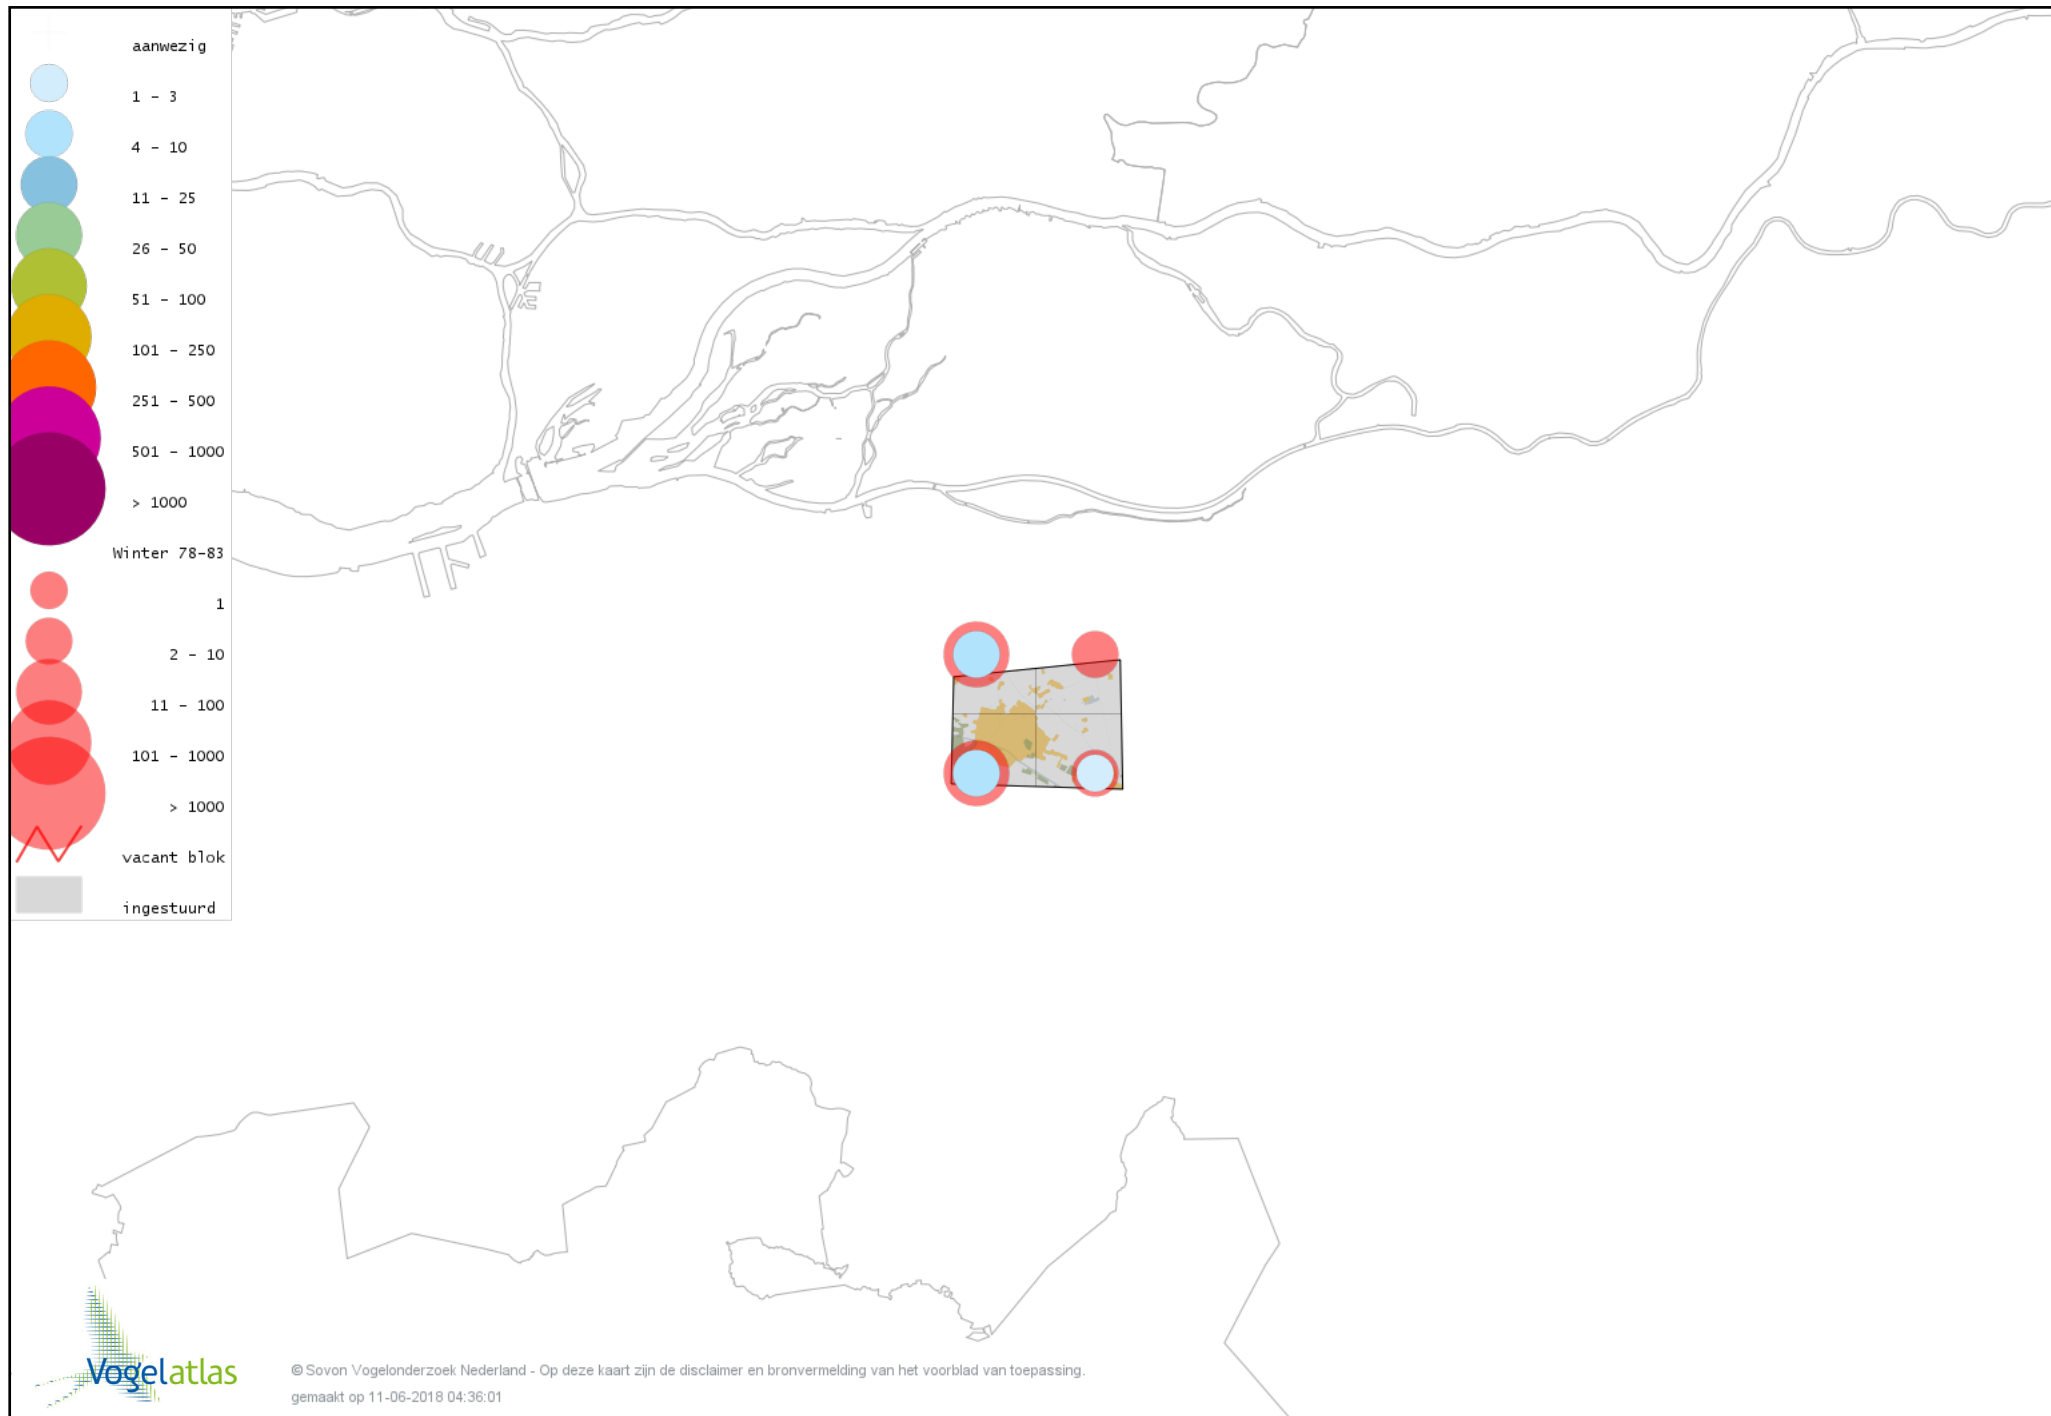 aanwezig
1 - 3
4 - 10
11 - 25
26 - 50
51 - 100
101 - 250
251 - 500
501 - 1000
> 1000
Winter 78-83
1
2 - 10
11 - 100
101 - 1000
> 1000
vacant blok
ingestuurd
Vogelatlas
© Sovon Vogelonderzoek Nederland - Op deze kaart zijn de disclaimer en bronvermelding van het voorblad van toepassing.
gemaakt op 11-06-2018 04:36:01